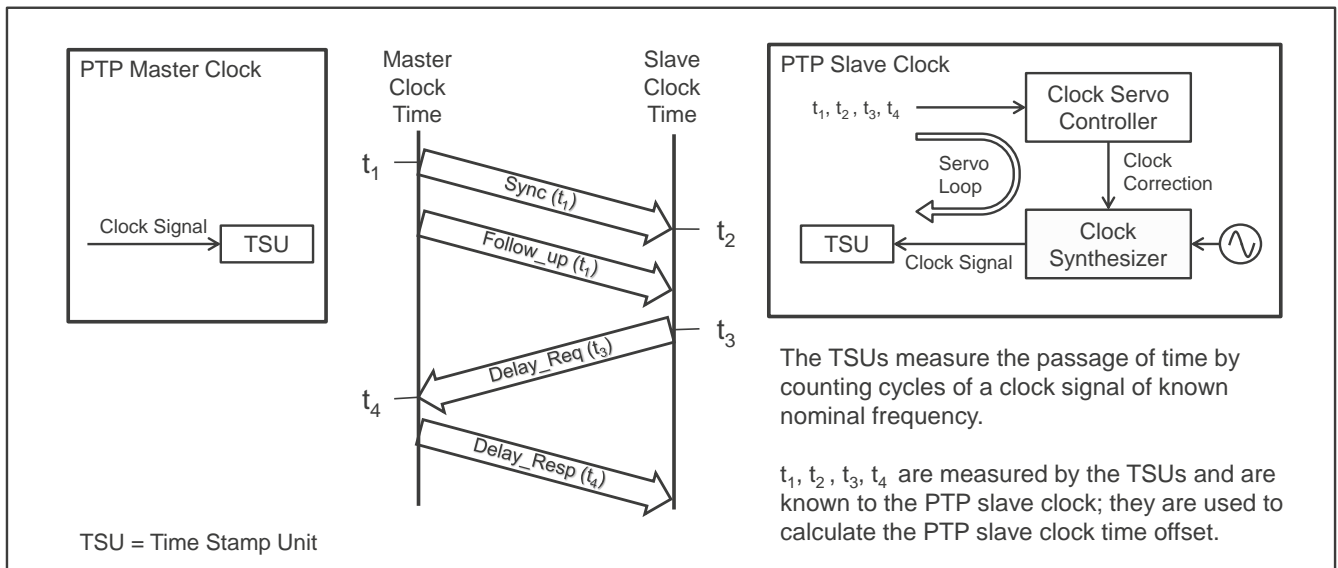 PTP Master Clock
Clock Signal
TSU
TSU = Time Stamp Unit
Master
Clock
Time
Slave
Clock
Time
t₁
Sync (t₁)
t₂
Follow_up (t₁)
t₃
Delay_Req (t₃)
t₄
Delay_Resp (t₄)
PTP Slave Clock
t₁, t₂ , t₃, t₄
Clock Servo
Controller
Servo
Loop
Clock
Correction
TSU
Clock Signal
Clock
Synthesizer
The TSUs measure the passage of time by
counting cycles of a clock signal of known
nominal frequency.
t₁, t₂ , t₃, t₄ are measured by the TSUs and are
known to the PTP slave clock; they are used to
calculate the PTP slave clock time offset.